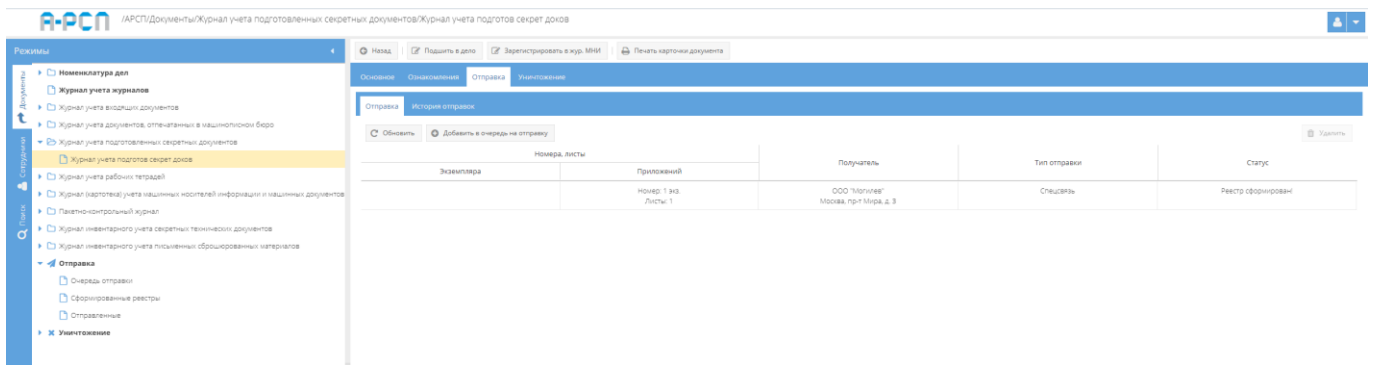 А-РСП /АРСП/Документы/Журнал учета подготовленных секретных документов/Журнал учета подготов секрет доков
Режимы
Документы
Сотрудники
Поиск
Номенклатура дел
Журнал учета журналов
Журнал учета входящих документов
Журнал учета документов, отпечатанных в машинописном бюро
Журнал учета подготовленных секретных документов
Журнал учета подготов секрет доков
Журнал учета рабочих тетрадей
Журнал (картотека) учета машинных носителей информации и машинных документов
Пакетно-контрольный журнал
Журнал инвентарного учета секретных технических документов
Журнал инвентарного учета письменных сброшюрованных материалов
Отправка
Очередь отправки
Сформированные реестры
Отправленные
Уничтожение
Назад Подшить в дело Зарегистрировать в жур. МНИ Печать карточки документа
Основное Ознакомления Отправка Уничтожение
Отправка История отправок
Обновить Добавить в очередь на отправку Удалить
Номера, листы Получатель Тип отправки Статус
Экземпляра Приложений
Номер: 1 экз. ООО "Могилев" Спецсвязь Реестр сформирован
Листы: 1 Москва, пр-т Мира, д. 3